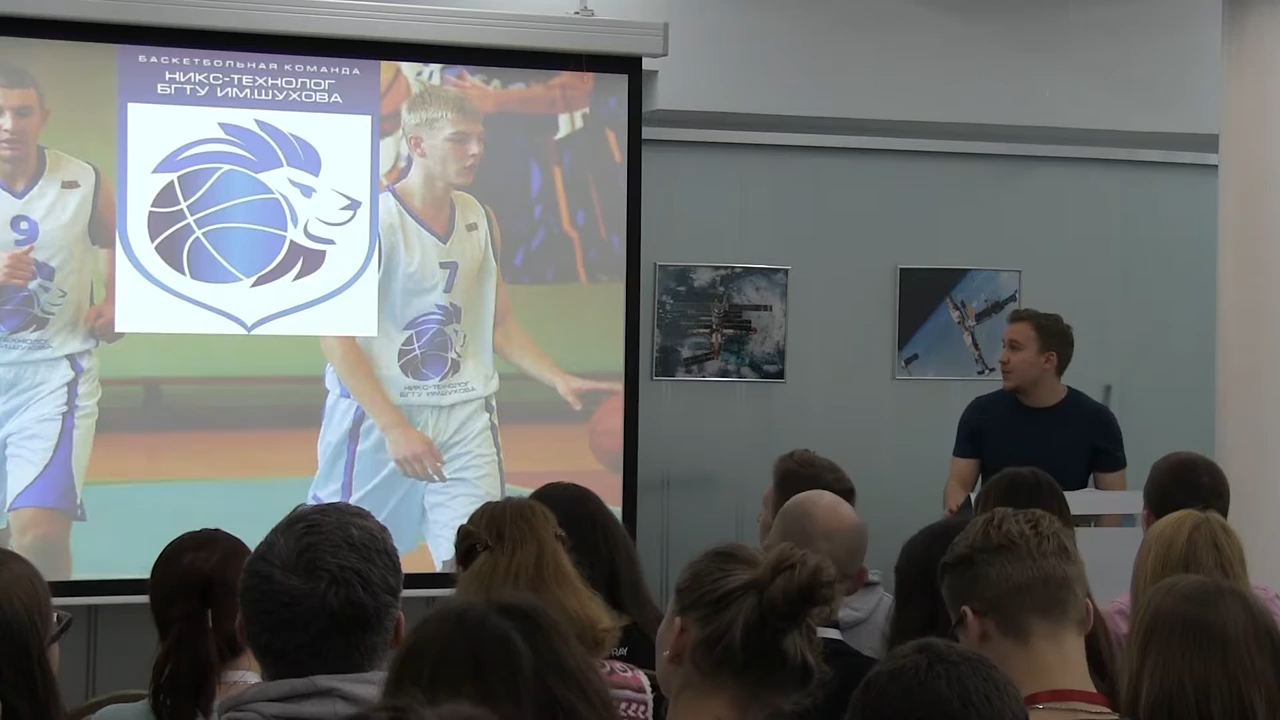 БАСКЕТБОЛЬНАЯ КОМАНДА
НИКС-ТЕХНОЛОГ
БГТУ ИМ.ШУХОВА
9
7
НИКС-ТЕХНОЛОГ
БГТУ ИМ.ШУХОВА